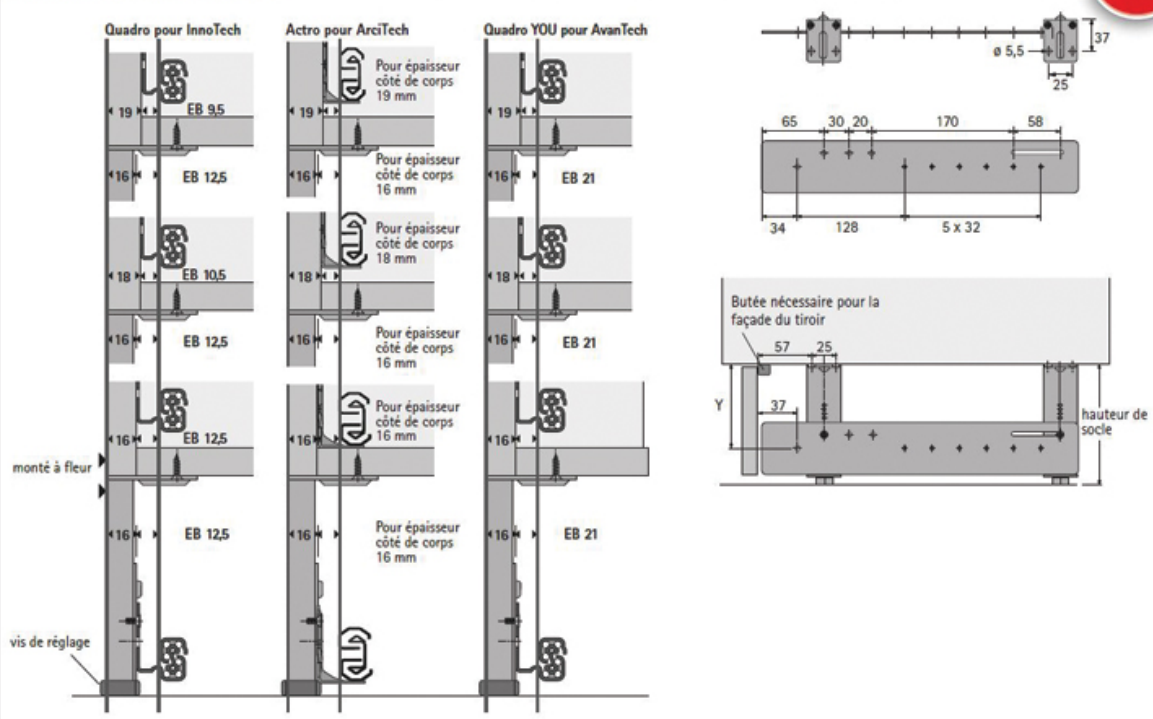 Quadro pour InnoTech
Actro pour ArciTech
Quadro YOU pour AvanTech
19
EB 9,5
19
Pour épaisseur
côté de corps
19 mm
19
16
EB 12,5
16
Pour épaisseur
côté de corps
16 mm
16
EB 21
18
EB 10,5
18
Pour épaisseur
côté de corps
18 mm
18
16
EB 12,5
16
Pour épaisseur
côté de corps
16 mm
16
EB 21
16
EB 12,5
16
Pour épaisseur
côté de corps
16 mm
16
monté à fleur
16
EB 12,5
16
Pour épaisseur
côté de corps
16 mm
16
EB 21
vis de réglage
37
ø 5,5
25
65
30
20
170
58
34
128
5 x 32
Butée nécessaire pour la
façade du tiroir
57
25
Y
37
hauteur de
socle